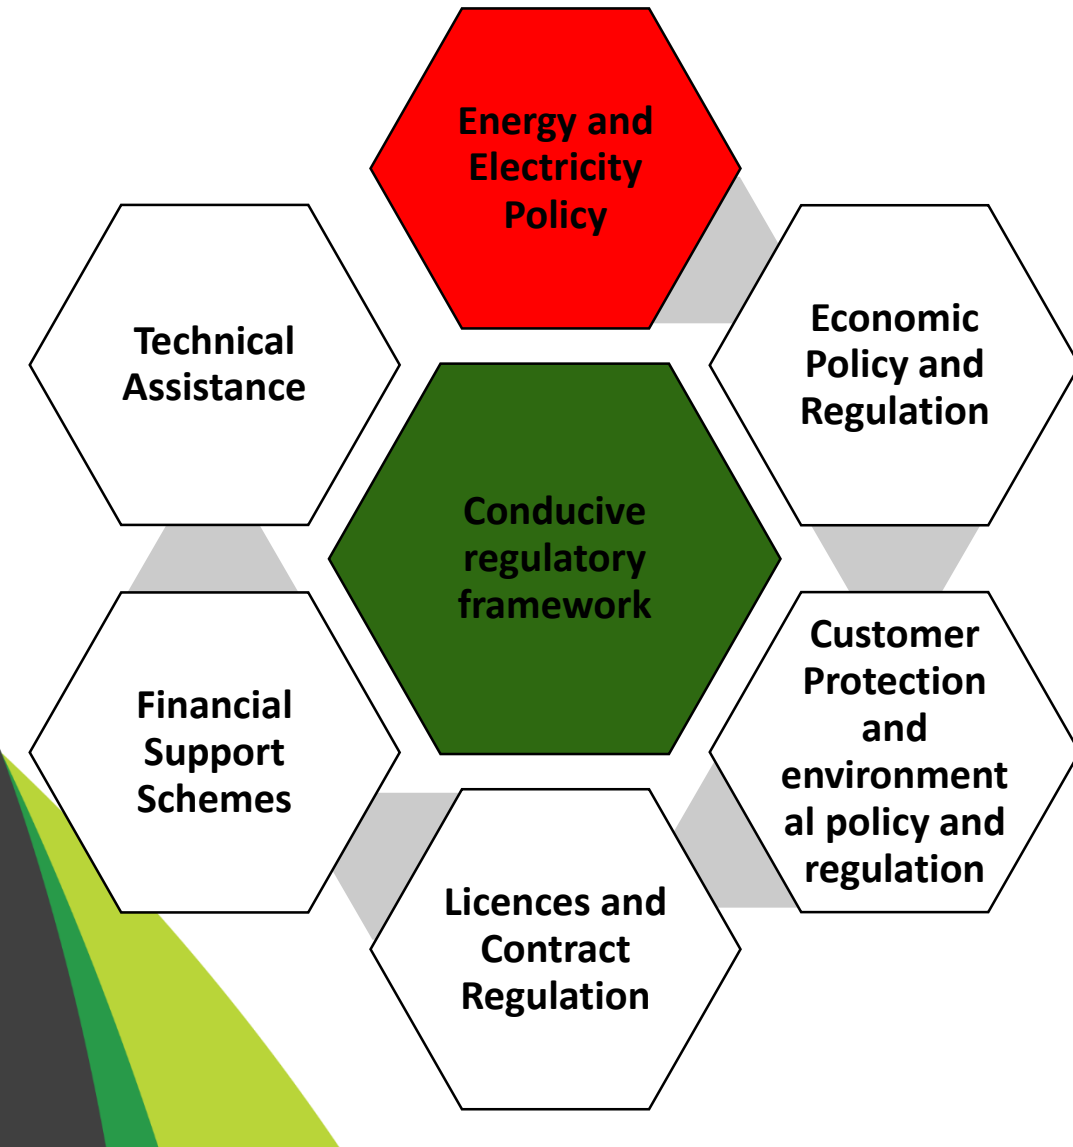 Energy and
Electricity
Policy
Technical
Assistance
Economic
Policy and
Regulation
Conducive
regulatory
framework
Financial
Support
Schemes
Customer
Protection
and
environment
al policy and
regulation
Licences and
Contract
Regulation